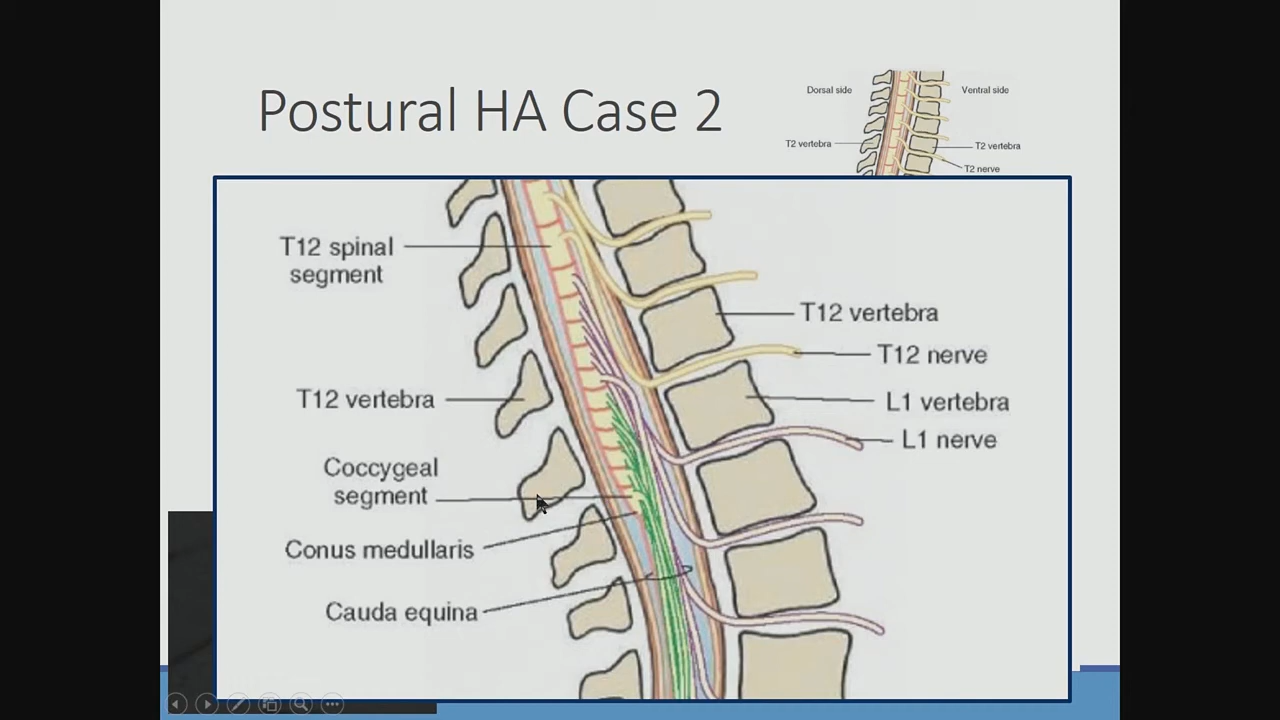 Postural HA Case 2
Dorsal side
Ventral side
T2 vertebra
T2 vertebra
T2 nerve
T12 spinal
segment
T12 vertebra
T12 nerve
T12 vertebra
L1 vertebra
L1 nerve
Coccygeal
segment
Conus medullaris
Cauda equina